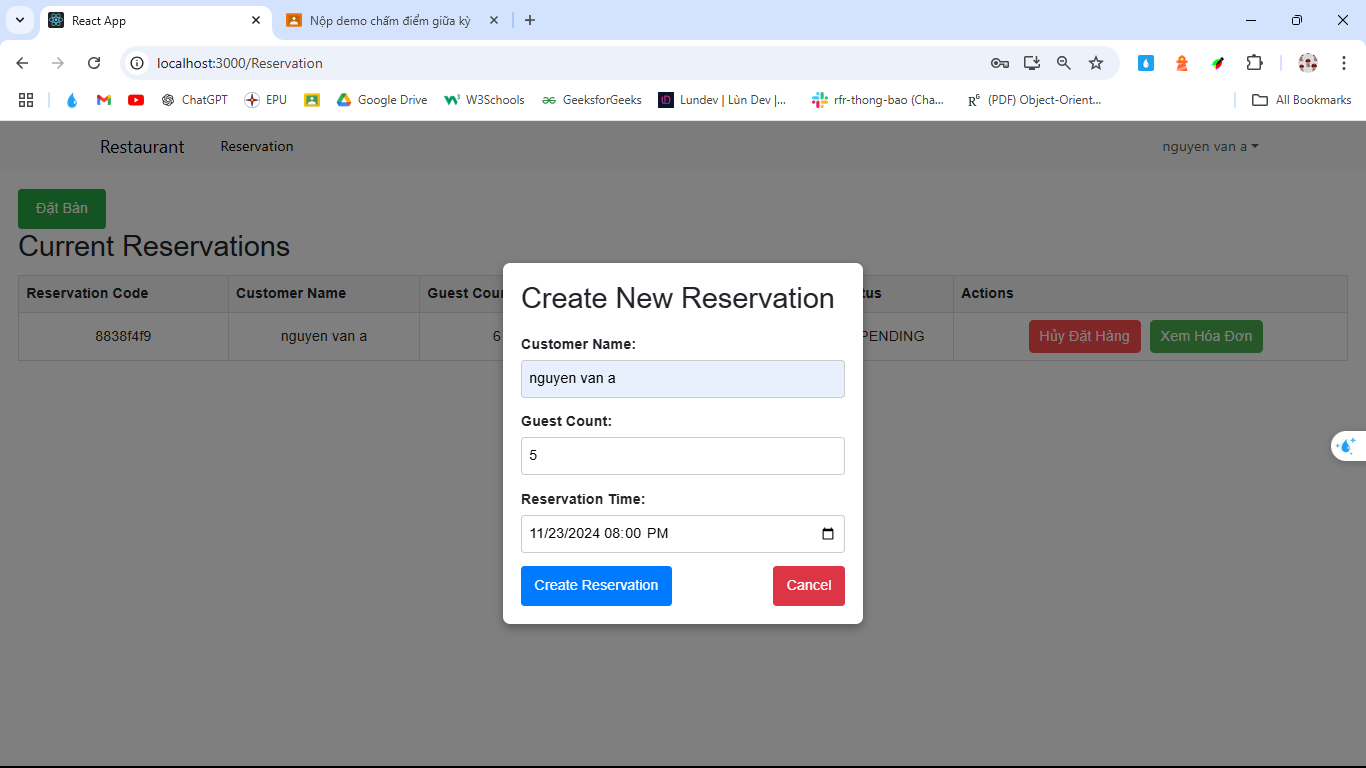 React App
Nộp demo chấm điểm giữa kỳ
localhost:3000/Reservation
ChatGPT
EPU
Google Drive
W3Schools
GeeksforGeeks
Lundev | Lùn Dev |...
rfr-thong-bao (Cha...
(PDF) Object-Orient...
All Bookmarks
Restaurant
Reservation
nguyen van a
Đặt Bàn
Current Reservations
Reservation Code
Customer Name
Guest Cou
tus
Actions
8838f4f9
nguyen van a
6
PENDING
Hủy Đặt Hàng
Xem Hóa Đơn
Create New Reservation
Customer Name:
nguyen van a
Guest Count:
5
Reservation Time:
11/23/2024 08:00 PM
Create Reservation
Cancel